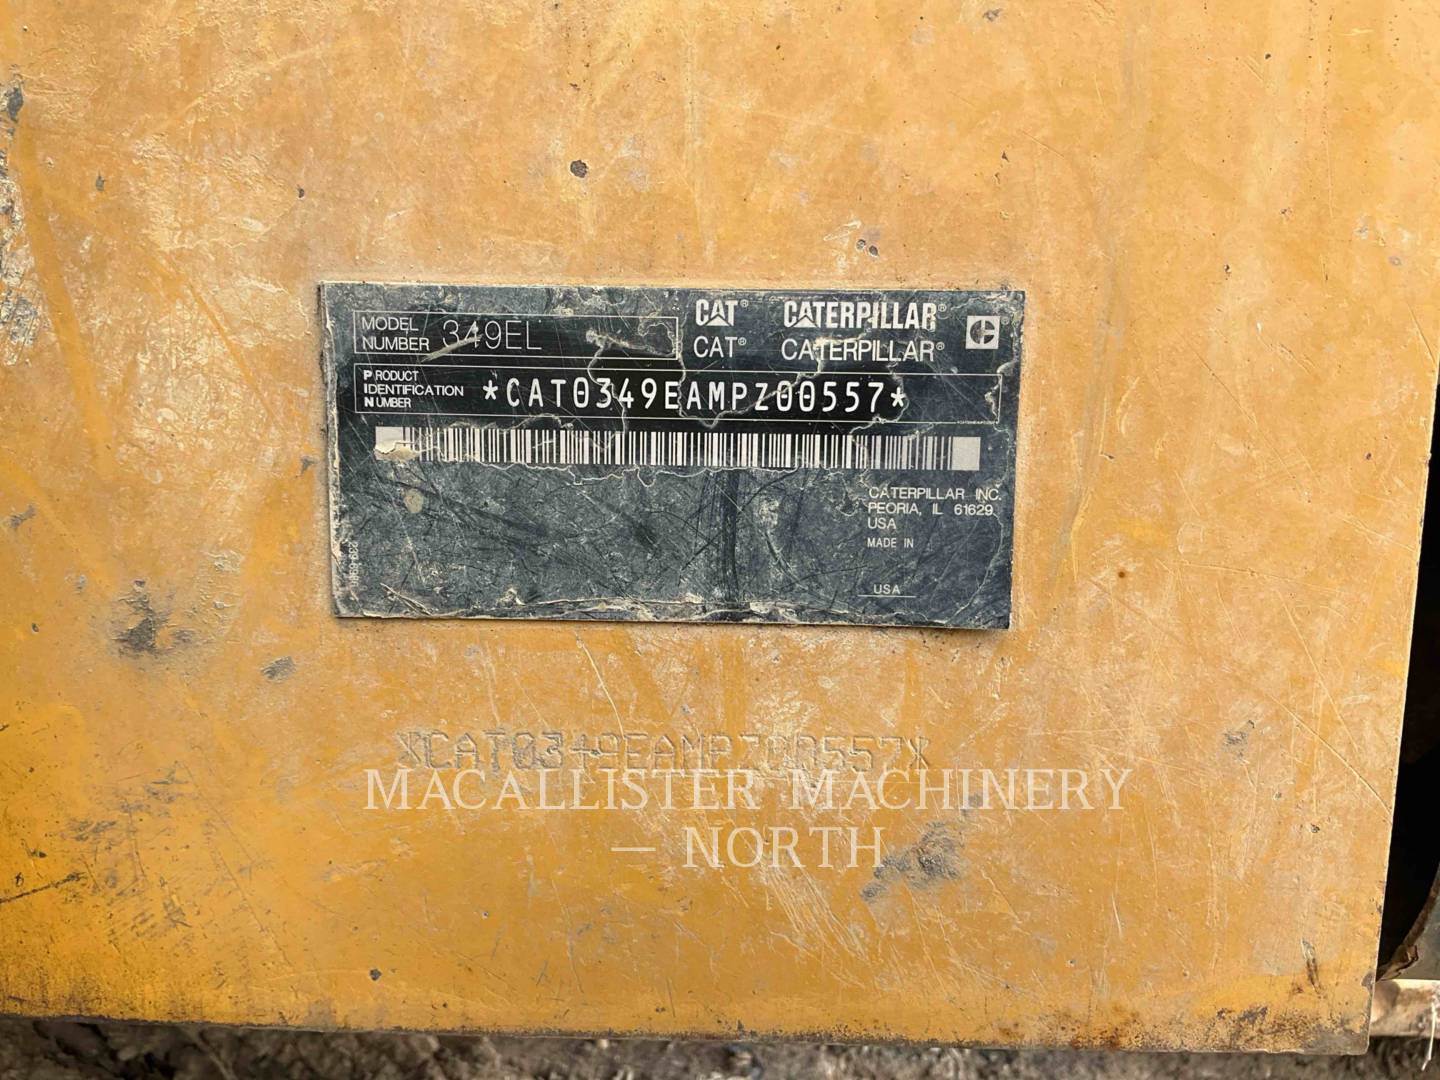 MODEL NUMBER 349EL
CAT® CATERPILLAR®
CAT® CATERPILLAR®
PRODUCT IDENTIFICATION NUMBER *CAT0349EAMPZ00557*
CATERPILLAR INC.
PEORIA, IL 61629
USA
MADE IN
USA
*CAT0349EAMPZ00557*
MACALLISTER MACHINERY
— NORTH